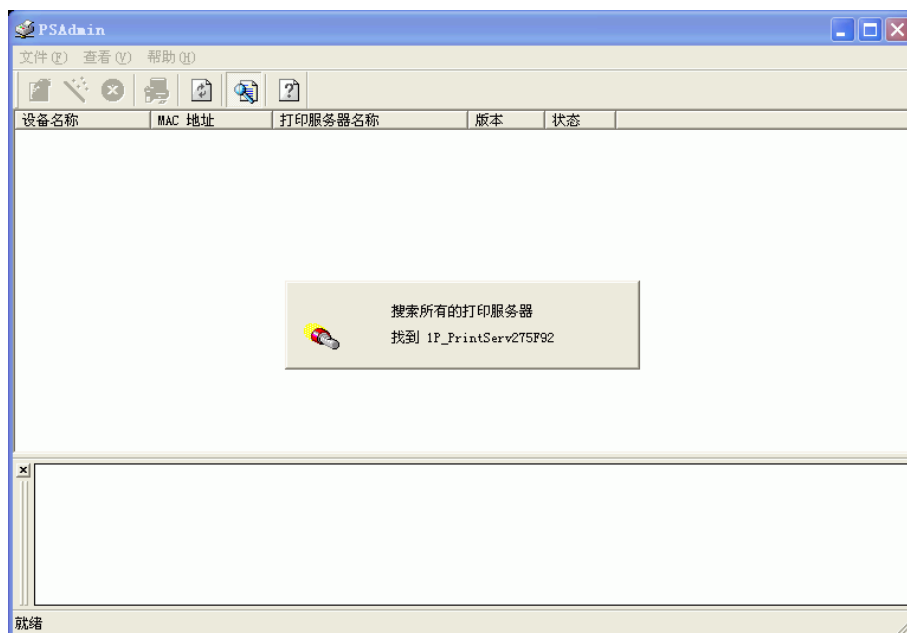 PSAdmin
文件(F) 查看(V) 帮助(H)
设备名称 MAC 地址 打印服务器名称 版本 状态
搜索所有的打印服务器
找到 1P_PrintServ275F92
就绪